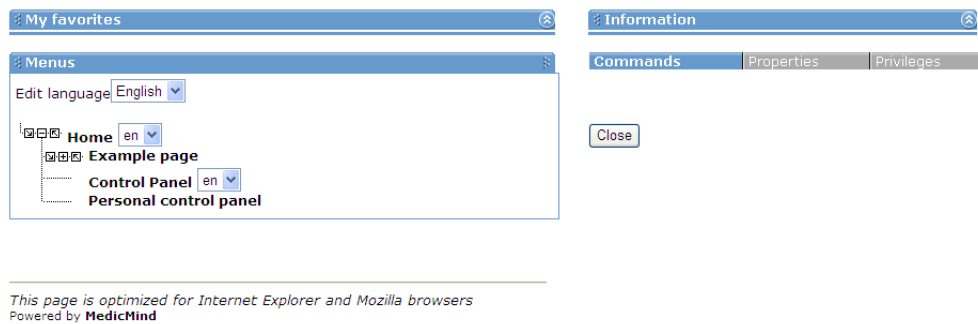 My favorites
Information
Menus
Commands Properties Privileges
Edit language English
Close
Home en
Example page
Control Panel en
Personal control panel
This page is optimized for Internet Explorer and Mozilla browsers
Powered by MedicMind